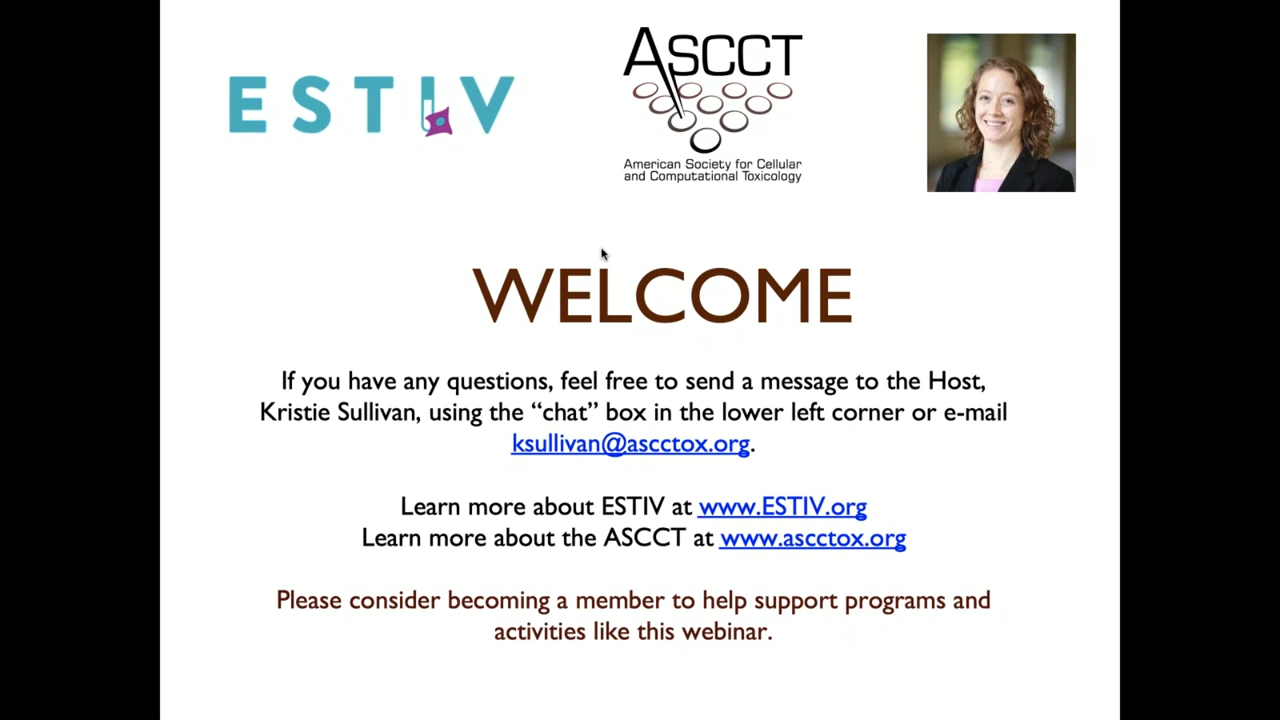 ESTIV
ASCCT
American Society for Cellular
and Computational Toxicology
WELCOME
If you have any questions, feel free to send a message to the Host,
Kristie Sullivan, using the “chat” box in the lower left corner or e-mail
ksullivan@ascctox.org.
Learn more about ESTIV at www.ESTIV.org
Learn more about the ASCCT at www.ascctox.org
Please consider becoming a member to help support programs and
activities like this webinar.